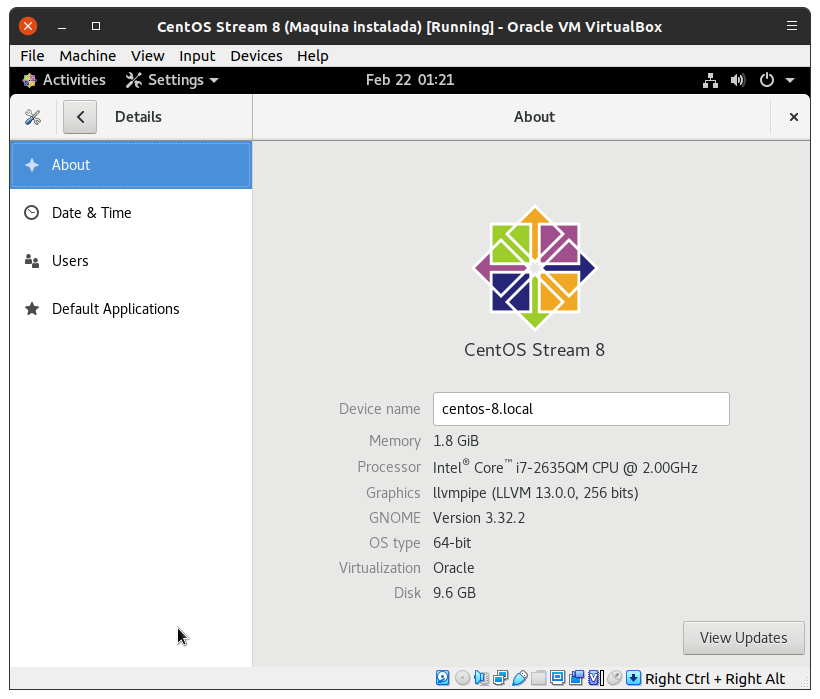 CentOS Stream 8 (Maquina instalada) [Running] - Oracle VM VirtualBox
File Machine View Input Devices Help
Activities Settings Feb 22 01:21
Details About
About
Date & Time
Users
Default Applications
CentOS Stream 8
Device name centos-8.local
Memory 1.8 GiB
Processor Intel® Core™ i7-2635QM CPU @ 2.00GHz
Graphics llvmpipe (LLVM 13.0.0, 256 bits)
GNOME Version 3.32.2
OS type 64-bit
Virtualization Oracle
Disk 9.6 GB
View Updates
Right Ctrl + Right Alt